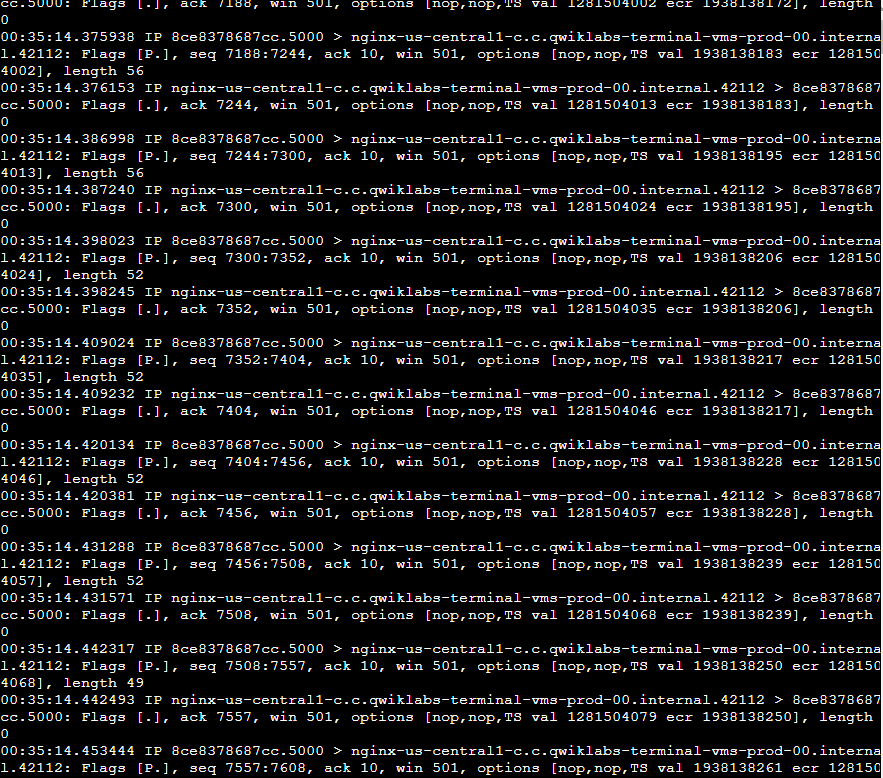 cc.5000: Flags [.], ack 7188, win 501, options [nop,nop,TS val 1281504002 ecr 1938138172], length
0
00:35:14.375938 IP 8ce8378687cc.5000 > nginx-us-central1-c.c.qwiklabs-terminal-vms-prod-00.interna
l.42112: Flags [P.], seq 7188:7244, ack 10, win 501, options [nop,nop,TS val 1938138183 ecr 128150
4002], length 56
00:35:14.376153 IP nginx-us-central1-c.c.qwiklabs-terminal-vms-prod-00.internal.42112 > 8ce8378687
cc.5000: Flags [.], ack 7244, win 501, options [nop,nop,TS val 1281504013 ecr 1938138183], length
0
00:35:14.386998 IP 8ce8378687cc.5000 > nginx-us-central1-c.c.qwiklabs-terminal-vms-prod-00.interna
l.42112: Flags [P.], seq 7244:7300, ack 10, win 501, options [nop,nop,TS val 1938138195 ecr 128150
4013], length 56
00:35:14.387240 IP nginx-us-central1-c.c.qwiklabs-terminal-vms-prod-00.internal.42112 > 8ce8378687
cc.5000: Flags [.], ack 7300, win 501, options [nop,nop,TS val 1281504024 ecr 1938138195], length
0
00:35:14.398023 IP 8ce8378687cc.5000 > nginx-us-central1-c.c.qwiklabs-terminal-vms-prod-00.interna
l.42112: Flags [P.], seq 7300:7352, ack 10, win 501, options [nop,nop,TS val 1938138206 ecr 128150
4024], length 52
00:35:14.398245 IP nginx-us-central1-c.c.qwiklabs-terminal-vms-prod-00.internal.42112 > 8ce8378687
cc.5000: Flags [.], ack 7352, win 501, options [nop,nop,TS val 1281504035 ecr 1938138206], length
0
00:35:14.409024 IP 8ce8378687cc.5000 > nginx-us-central1-c.c.qwiklabs-terminal-vms-prod-00.interna
l.42112: Flags [P.], seq 7352:7404, ack 10, win 501, options [nop,nop,TS val 1938138217 ecr 128150
4035], length 52
00:35:14.409232 IP nginx-us-central1-c.c.qwiklabs-terminal-vms-prod-00.internal.42112 > 8ce8378687
cc.5000: Flags [.], ack 7404, win 501, options [nop,nop,TS val 1281504046 ecr 1938138217], length
0
00:35:14.420134 IP 8ce8378687cc.5000 > nginx-us-central1-c.c.qwiklabs-terminal-vms-prod-00.interna
l.42112: Flags [P.], seq 7404:7456, ack 10, win 501, options [nop,nop,TS val 1938138228 ecr 128150
4046], length 52
00:35:14.420381 IP nginx-us-central1-c.c.qwiklabs-terminal-vms-prod-00.internal.42112 > 8ce8378687
cc.5000: Flags [.], ack 7456, win 501, options [nop,nop,TS val 1281504057 ecr 1938138228], length
0
00:35:14.431288 IP 8ce8378687cc.5000 > nginx-us-central1-c.c.qwiklabs-terminal-vms-prod-00.interna
l.42112: Flags [P.], seq 7456:7508, ack 10, win 501, options [nop,nop,TS val 1938138239 ecr 128150
4057], length 52
00:35:14.431571 IP nginx-us-central1-c.c.qwiklabs-terminal-vms-prod-00.internal.42112 > 8ce8378687
cc.5000: Flags [.], ack 7508, win 501, options [nop,nop,TS val 1281504068 ecr 1938138239], length
0
00:35:14.442317 IP 8ce8378687cc.5000 > nginx-us-central1-c.c.qwiklabs-terminal-vms-prod-00.interna
l.42112: Flags [P.], seq 7508:7557, ack 10, win 501, options [nop,nop,TS val 1938138250 ecr 128150
4068], length 49
00:35:14.442493 IP nginx-us-central1-c.c.qwiklabs-terminal-vms-prod-00.internal.42112 > 8ce8378687
cc.5000: Flags [.], ack 7557, win 501, options [nop,nop,TS val 1281504079 ecr 1938138250], length
0
00:35:14.453444 IP 8ce8378687cc.5000 > nginx-us-central1-c.c.qwiklabs-terminal-vms-prod-00.interna
l.42112: Flags [P.], seq 7557:7608, ack 10, win 501, options [nop,nop,TS val 1938138261 ecr 128150